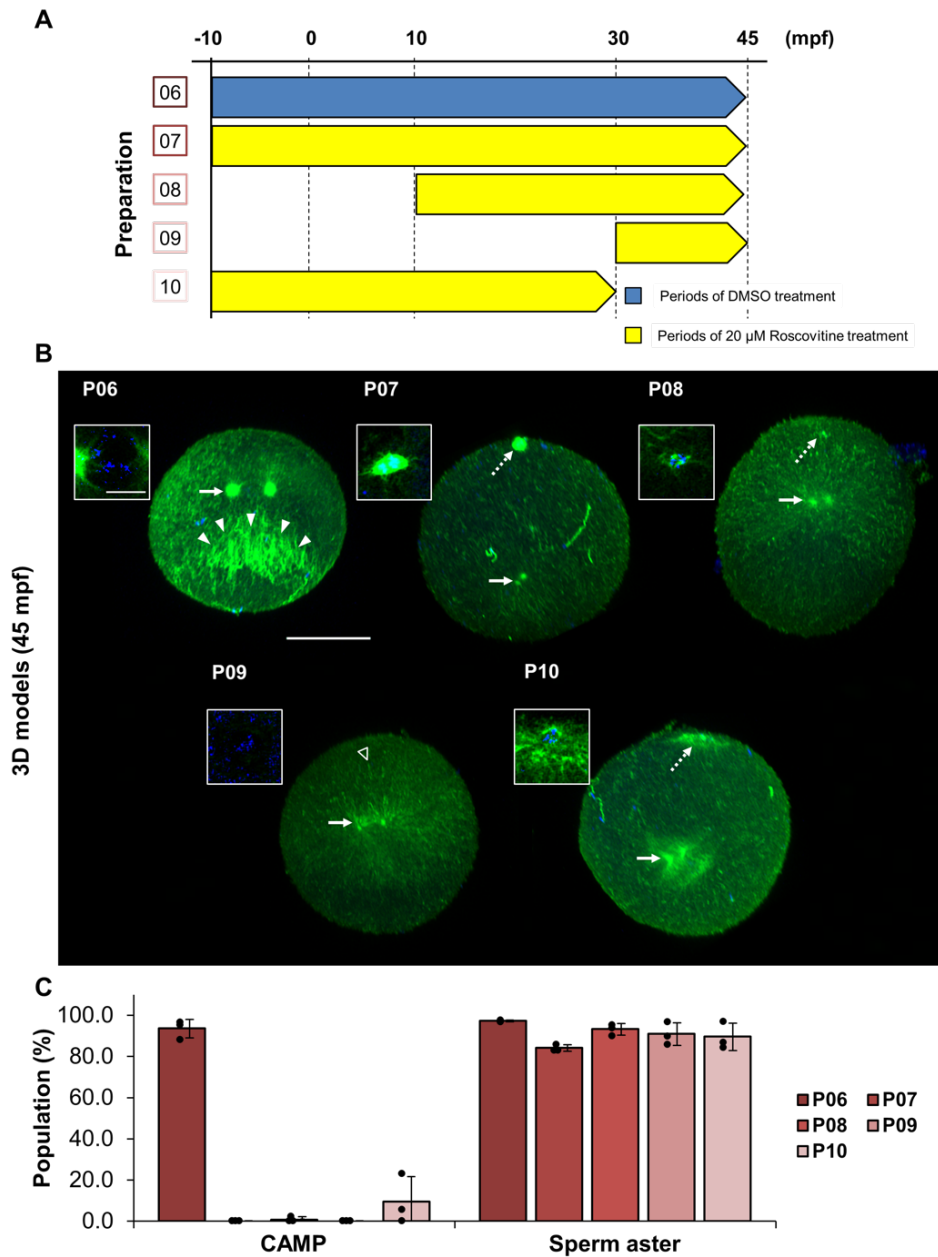 A
-10 0 10 30 45 (mpf)
Preparation
06
07
08
09
10
Periods of DMSO treatment
Periods of 20 µM Roscovitine treatment
B
3D models (45 mpf)
P06 P07 P08
P09 P10
C
Population (%)
100.0
80.0
60.0
40.0
20.0
0.0
CAMP Sperm aster
P06 P07
P08 P09
P10